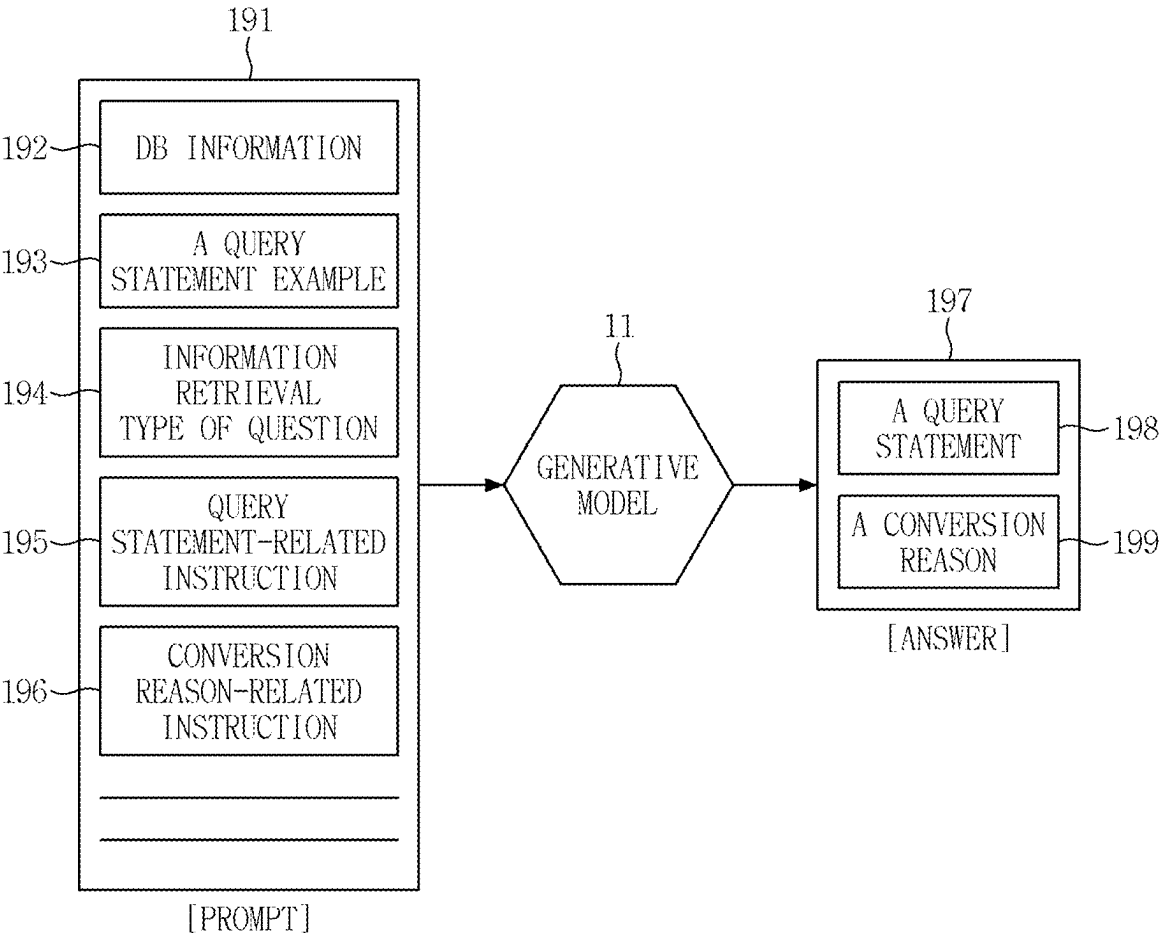 191
192
DB INFORMATION
193
A QUERY
STATEMENT EXAMPLE
194
INFORMATION
RETRIEVAL
TYPE OF QUESTION
195
QUERY
STATEMENT-RELATED
INSTRUCTION
196
CONVERSION
REASON-RELATED
INSTRUCTION
[PROMPT]
11
GENERATIVE
MODEL
197
A QUERY
STATEMENT
198
A CONVERSION
REASON
199
[ANSWER]